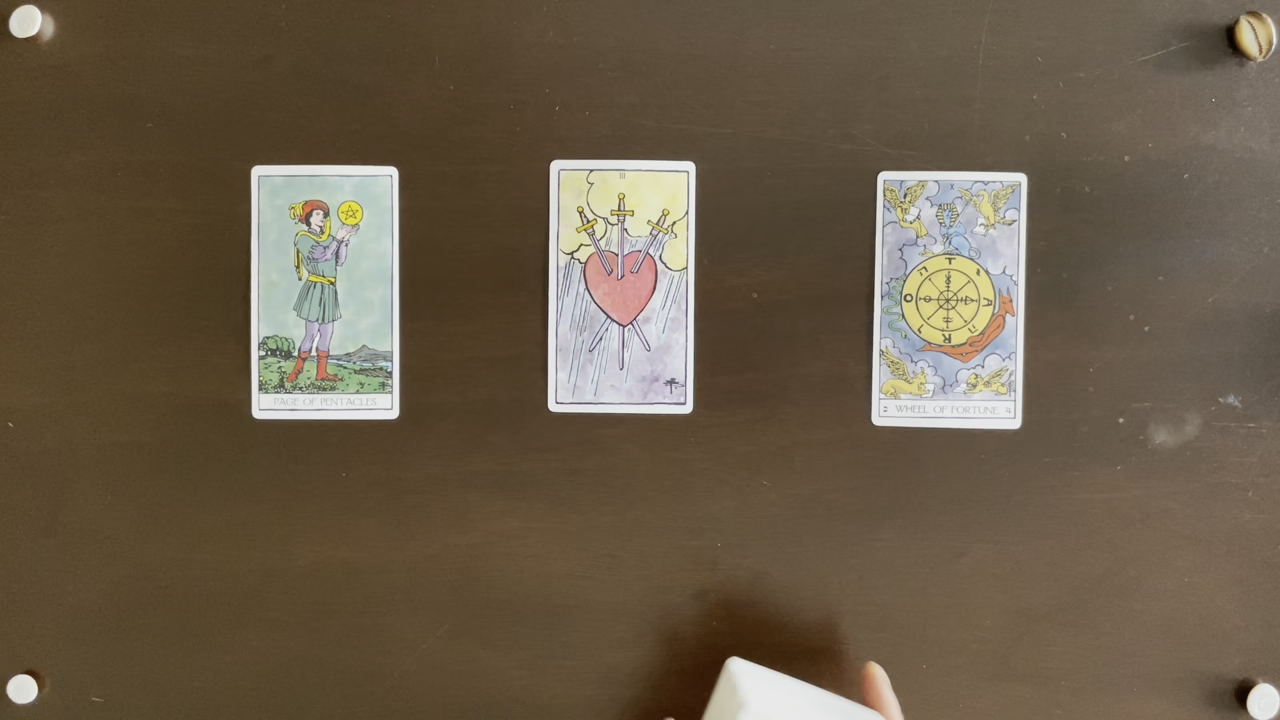 PAGE OF PENTACLES
III
X
WHEEL OF FORTUNE
T
A
R
O